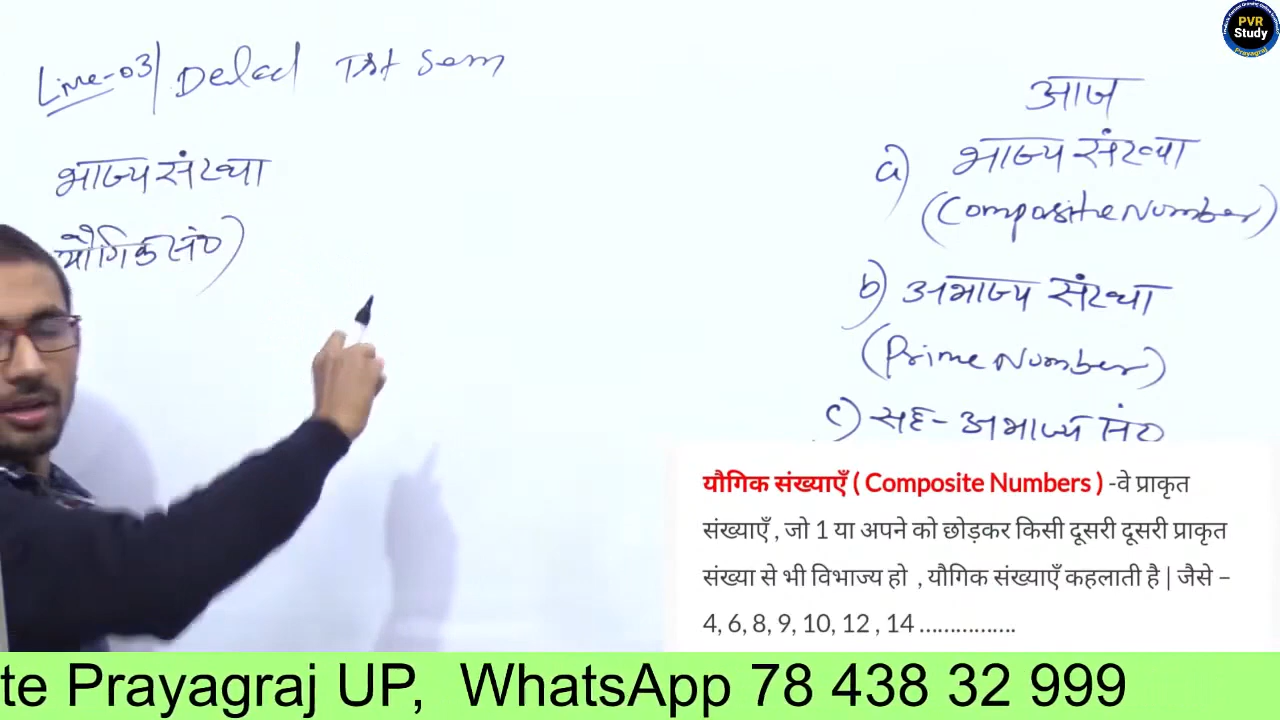 Live-03| Deled Ist Sem
भाज्य संख्या
यौगिक सं०)
आज
a) भाज्य संख्या
(Composite Number)
b) अभाज्य संख्या
(Prime Number)
c) सह-अभाज्य सं०
यौगिक संख्याएँ ( Composite Numbers ) -वे प्राकृत
संख्याएँ , जो 1 या अपने को छोड़कर किसी दूसरी दूसरी प्राकृत
संख्या से भी विभाज्य हो , यौगिक संख्याएँ कहलाती है | जैसे –
4, 6, 8, 9, 10, 12 , 14 ................
PVR
Study
Prayagraj
te Prayagraj UP, WhatsApp 78 438 32 999